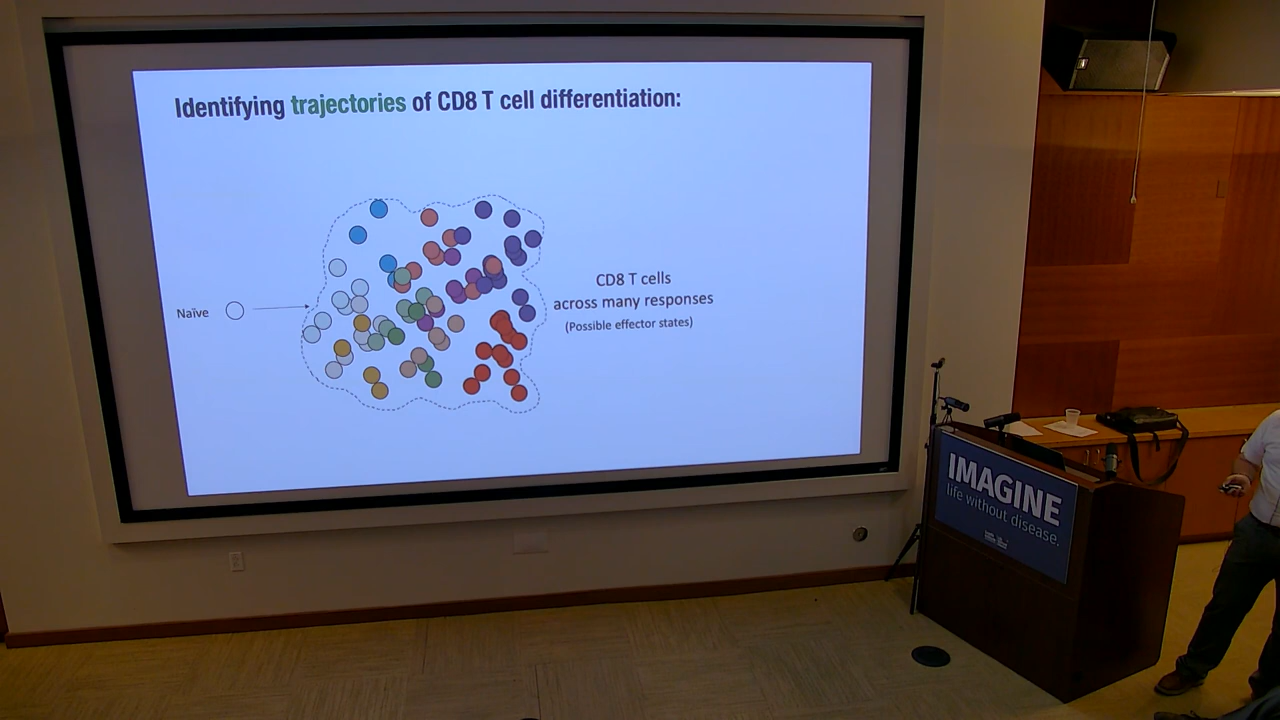 Identifying trajectories of CD8 T cell differentiation:
Naïve
CD8 T cells
across many responses
(Possible effector states)
IMAGINE
life without disease.